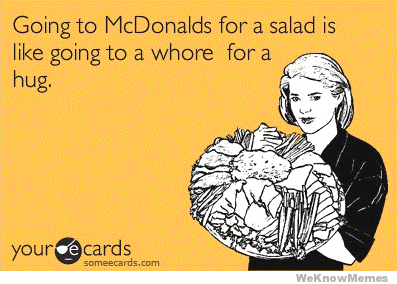 Going to McDonalds for a salad is
like going to a whore for a
hug.
your e cards
someecards.com
WeKnowMemes